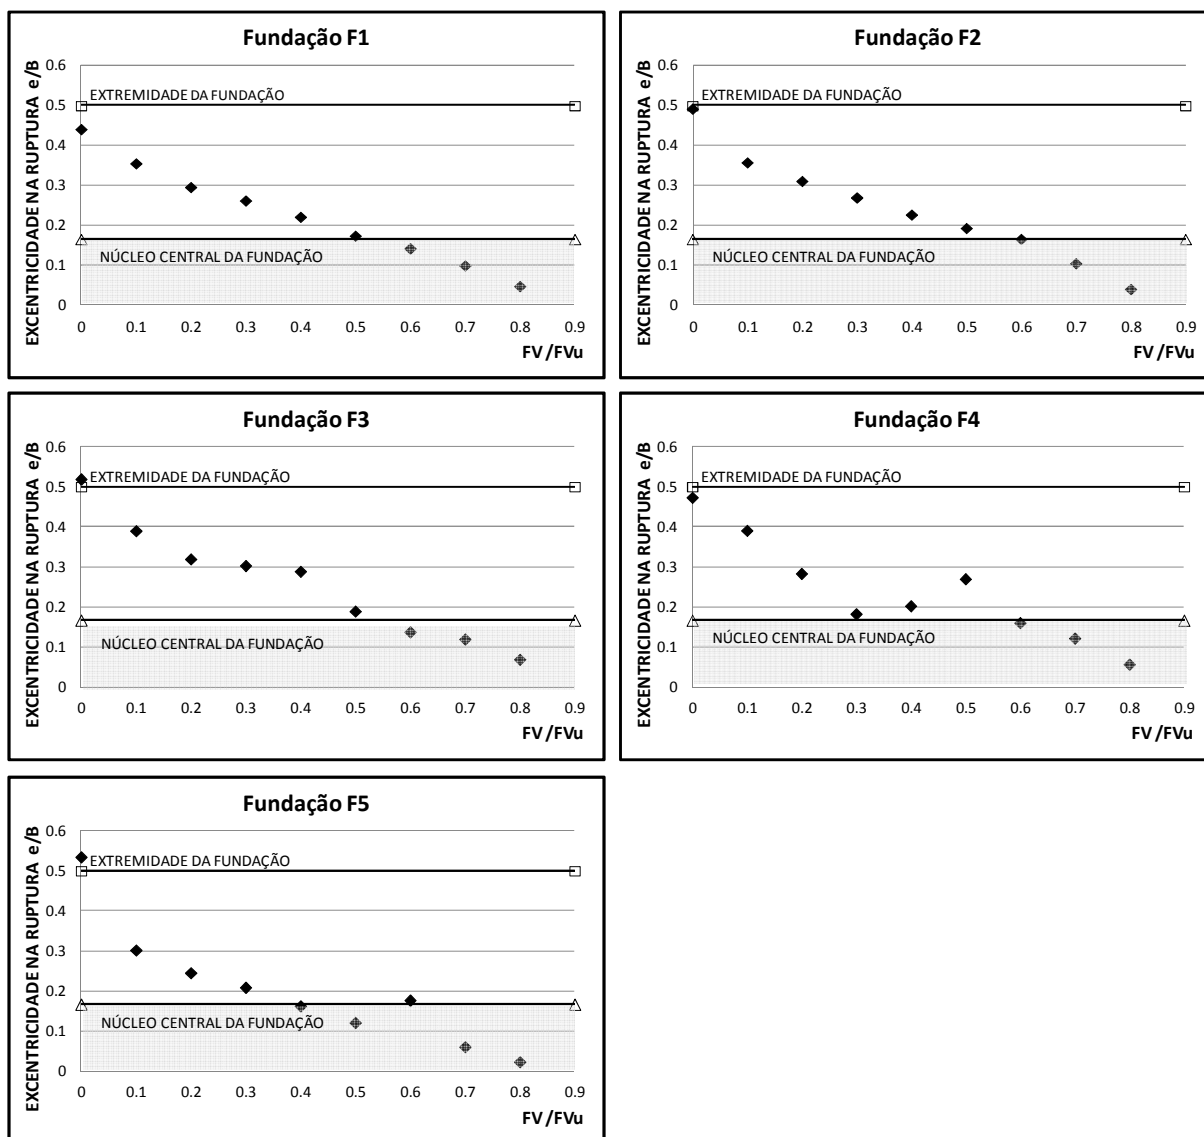 Fundação F1
EXCENTRICIDADE NA RUPTURA e/B
0.6
0.5
0.4
0.3
0.2
0.1
0
EXTREMIDADE DA FUNDAÇÃO
NÚCLEO CENTRAL DA FUNDAÇÃO
0 0.1 0.2 0.3 0.4 0.5 0.6 0.7 0.8 0.9
FV/FVu
Fundação F2
EXCENTRICIDADE NA RUPTURA e/B
0.6
0.5
0.4
0.3
0.2
0.1
0
EXTREMIDADE DA FUNDAÇÃO
NÚCLEO CENTRAL DA FUNDAÇÃO
0 0.1 0.2 0.3 0.4 0.5 0.6 0.7 0.8 0.9
FV/FVu
Fundação F3
EXCENTRICIDADE NA RUPTURA e/B
0.6
0.5
0.4
0.3
0.2
0.1
0
EXTREMIDADE DA FUNDAÇÃO
NÚCLEO CENTRAL DA FUNDAÇÃO
0 0.1 0.2 0.3 0.4 0.5 0.6 0.7 0.8 0.9
FV/FVu
Fundação F4
EXCENTRICIDADE NA RUPTURA e/B
0.6
0.5
0.4
0.3
0.2
0.1
0
EXTREMIDADE DA FUNDAÇÃO
NÚCLEO CENTRAL DA FUNDAÇÃO
0 0.1 0.2 0.3 0.4 0.5 0.6 0.7 0.8 0.9
FV/FVu
Fundação F5
EXCENTRICIDADE NA RUPTURA e/B
0.6
0.5
0.4
0.3
0.2
0.1
0
EXTREMIDADE DA FUNDAÇÃO
NÚCLEO CENTRAL DA FUNDAÇÃO
0 0.1 0.2 0.3 0.4 0.5 0.6 0.7 0.8 0.9
FV/FVu